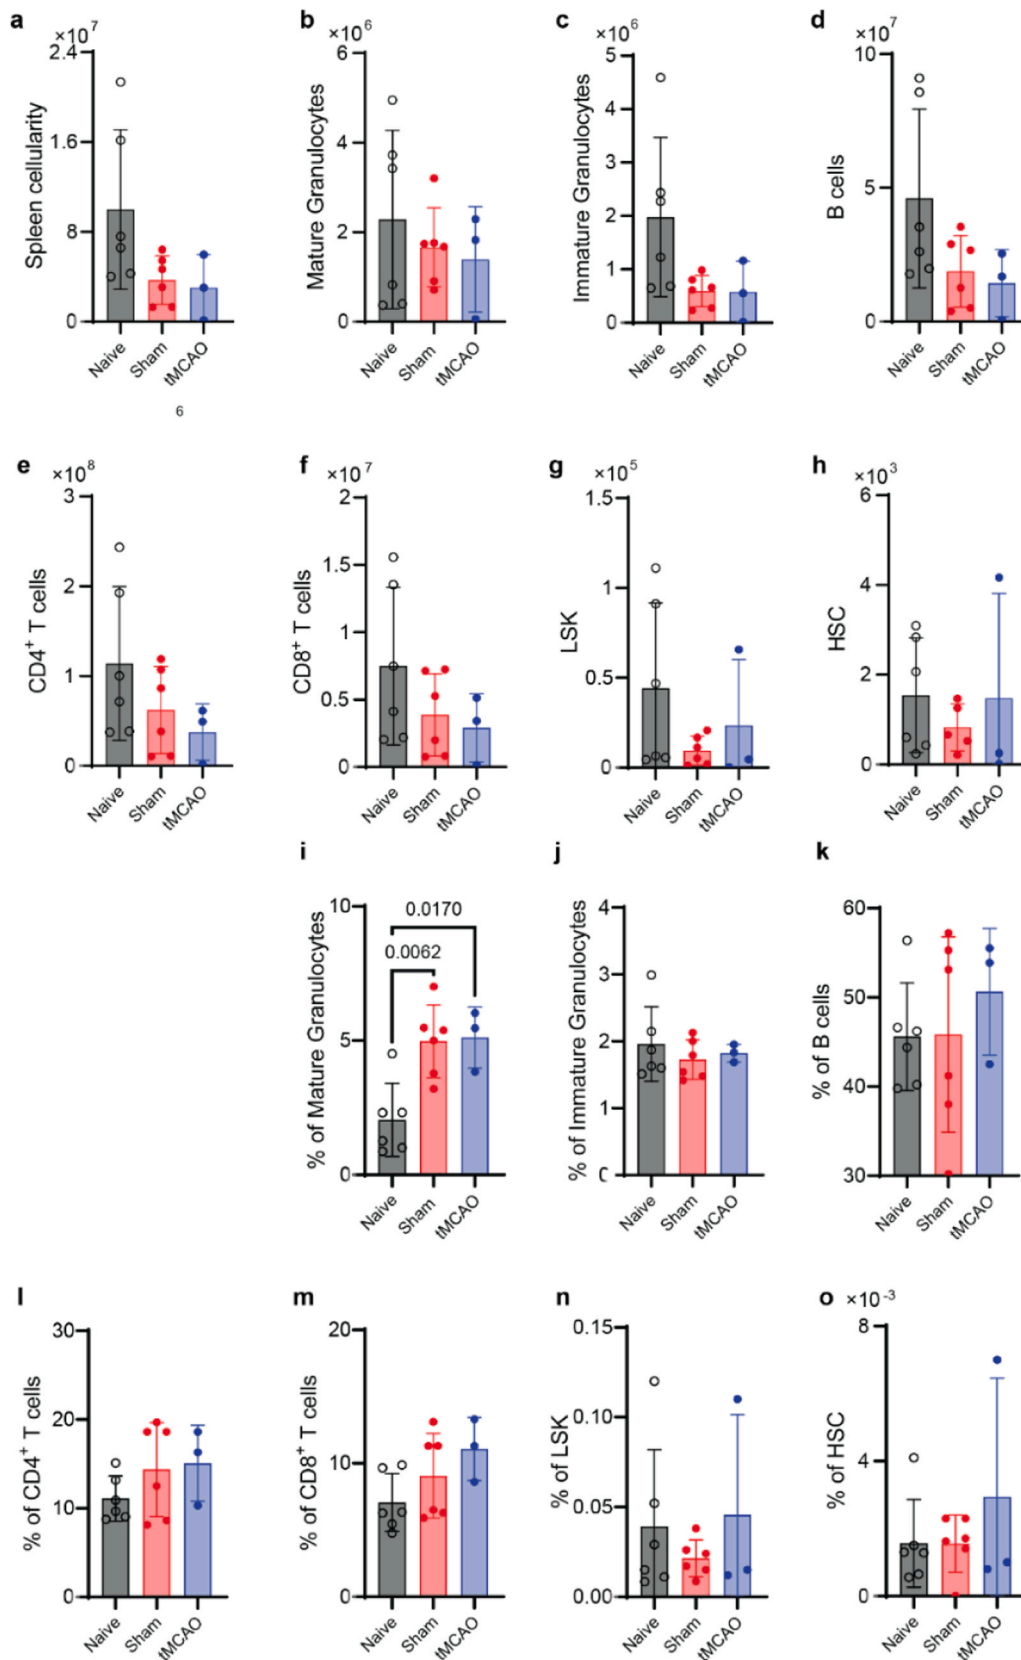 a
×10⁷
Spleen cellularity
2.4
1.6
8
0
Naive
Sham
tMCAO
b
×10⁶
Mature Granulocytes
6
4
2
0
Naive
Sham
tMCAO
c
×10⁶
Immature Granulocytes
5
4
3
2
1
0
Naive
Sham
tMCAO
d
×10⁷
B cells
10
5
0
Naive
Sham
tMCAO
6
e
×10⁸
CD4⁺ T cells
3
2
1
0
Naive
Sham
tMCAO
f
×10⁷
CD8⁺ T cells
2
1.5
1
0.5
0
Naive
Sham
tMCAO
g
×10⁵
LSK
1.5
1
0.5
0
Naive
Sham
tMCAO
h
×10³
HSC
6
4
2
0
Naive
Sham
tMCAO
i
% of Mature Granulocytes
10
5
0
0.0170
0.0062
Naive
Sham
tMCAO
j
% of Immature Granulocytes
4
3
2
1
0
Naive
Sham
tMCAO
k
% of B cells
60
50
40
30
Naive
Sham
tMCAO
l
% of CD4⁺ T cells
30
20
10
0
Naive
Sham
tMCAO
m
% of CD8⁺ T cells
20
10
0
Naive
Sham
tMCAO
n
% of LSK
0.15
0.10
0.05
0.00
Naive
Sham
tMCAO
o
×10⁻³
% of HSC
8
4
0
Naive
Sham
tMCAO